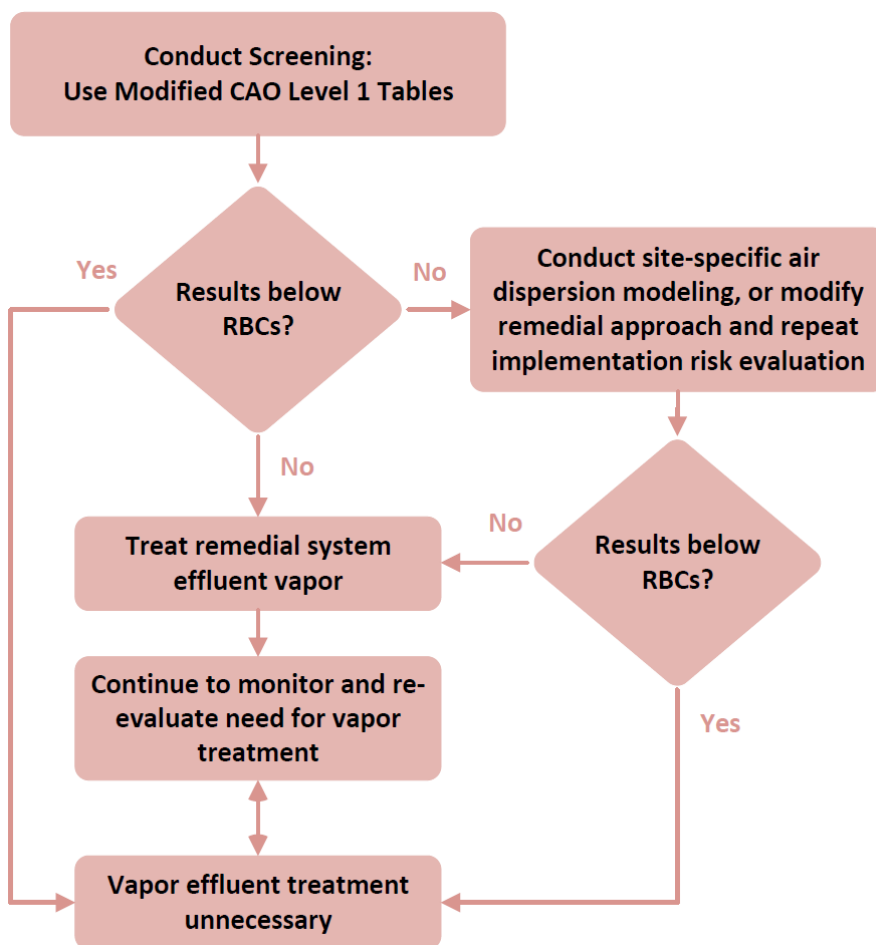 Conduct Screening:
Use Modified CAO Level 1 Tables
Yes
Results below
RBCs?
No
Conduct site-specific air
dispersion modeling, or modify
remedial approach and repeat
implementation risk evaluation
No
Treat remedial system
effluent vapor
No
Results below
RBCs?
Continue to monitor and re-
evaluate need for vapor
treatment
Yes
Vapor effluent treatment
unnecessary